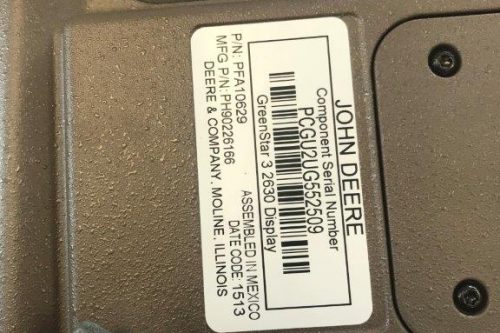 JOHN DEERE
Component Serial Number
PCGU2UG552509
GreenStar 3 2630 Display
P/N: PFA10629 ASSEMBLED IN MEXICO
MFG P/N: PH90226166 DATE CODE: 1513
DEERE & COMPANY, MOLINE, ILLINOIS